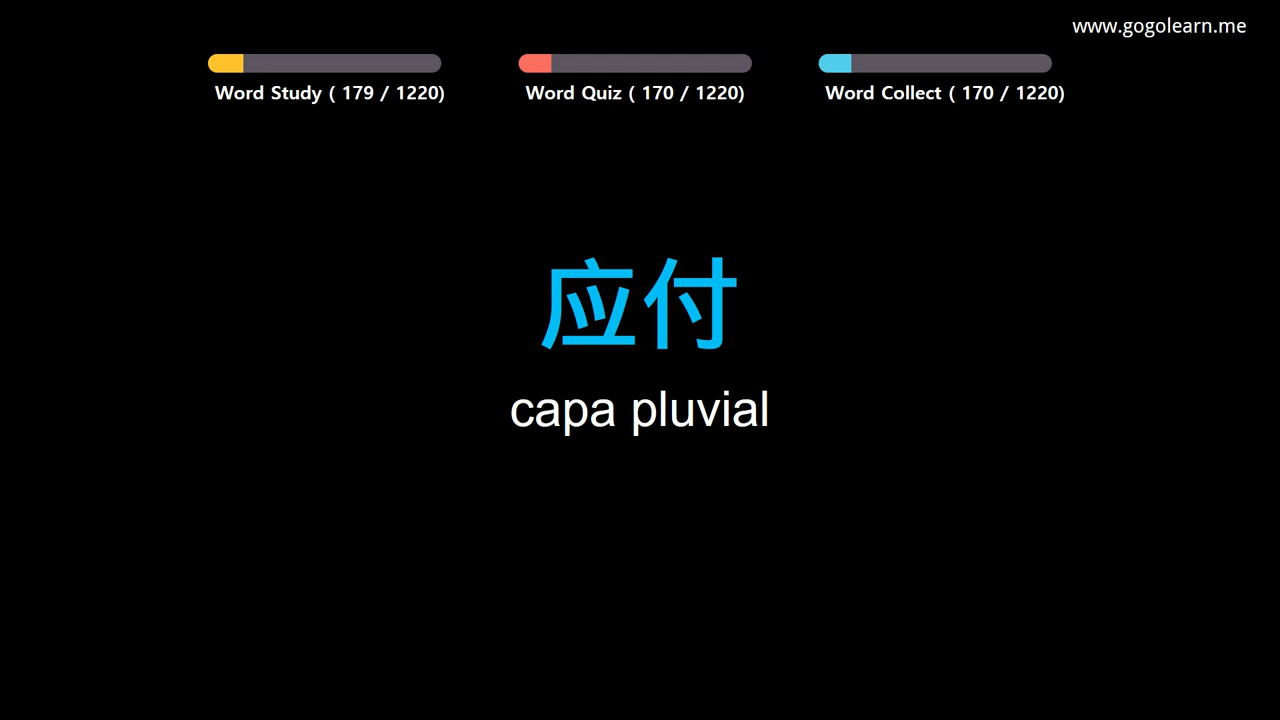 www.gogolearn.me
Word Study ( 179 / 1220)
Word Quiz ( 170 / 1220)
Word Collect ( 170 / 1220)
应付
capa pluvial